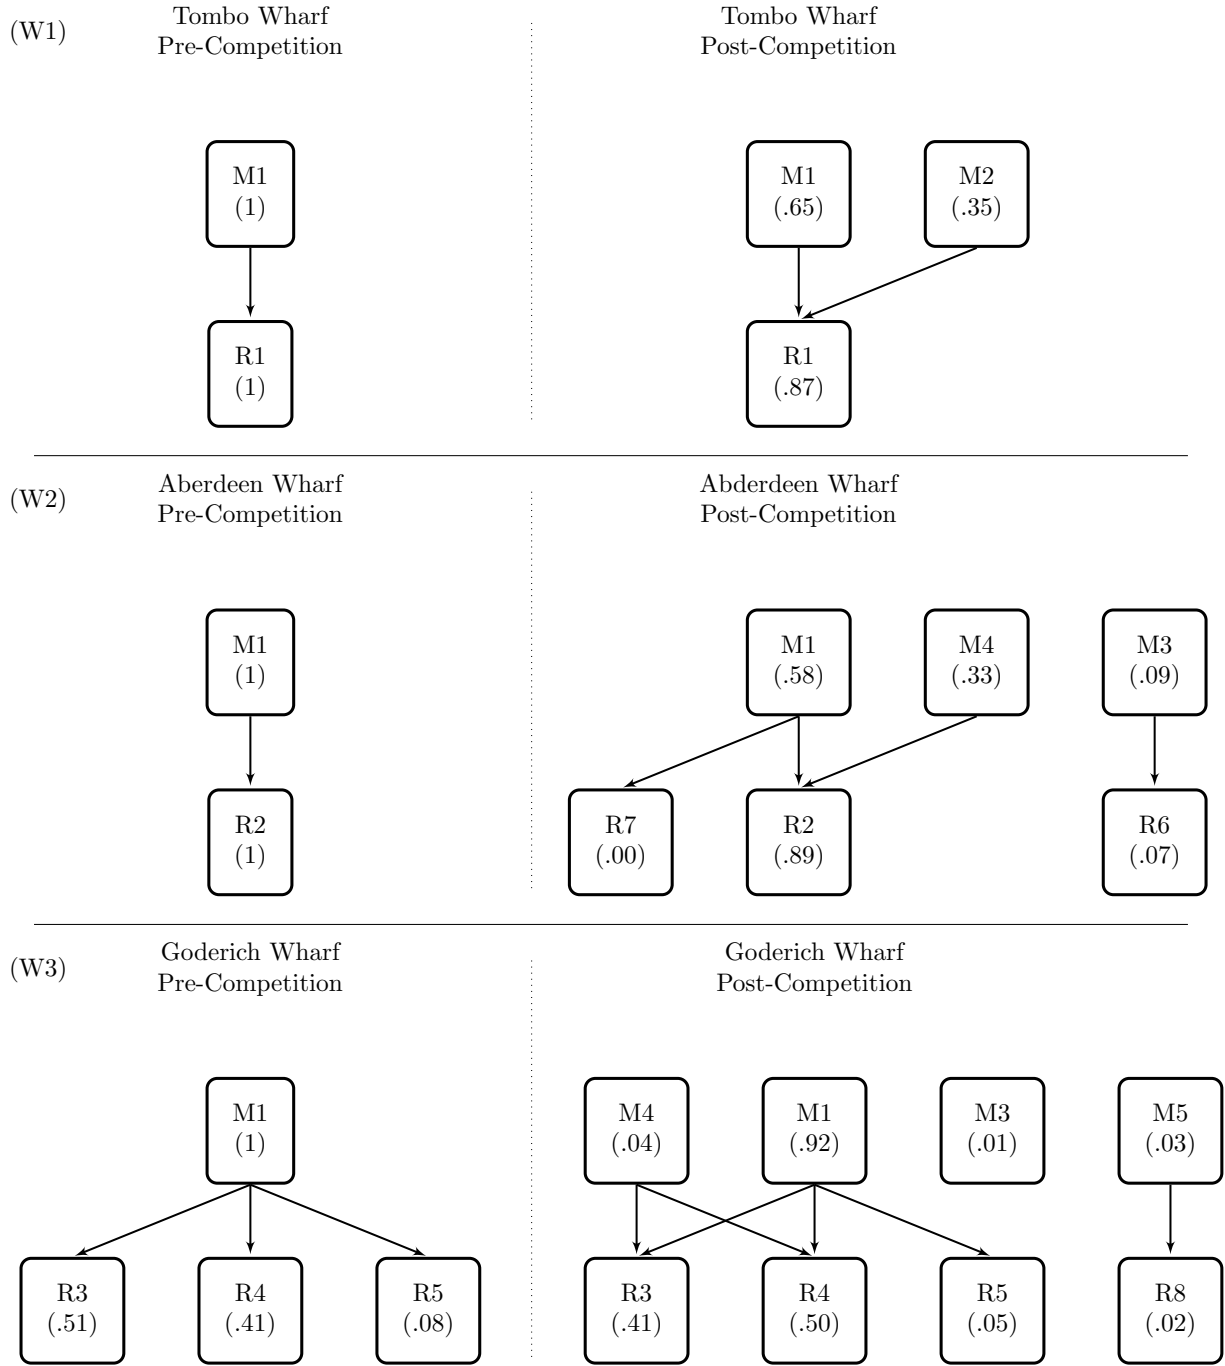 (W1)
Tombo Wharf
Pre-Competition
Tombo Wharf
Post-Competition
M1
(1)
R1
(1)
M1
(.65)
M2
(.35)
R1
(.87)
(W2)
Aberdeen Wharf
Pre-Competition
Abderdeen Wharf
Post-Competition
M1
(1)
R2
(1)
M1
(.58)
M4
(.33)
M3
(.09)
R7
(.00)
R2
(.89)
R6
(.07)
(W3)
Goderich Wharf
Pre-Competition
Goderich Wharf
Post-Competition
M1
(1)
R3
(.51)
R4
(.41)
R5
(.08)
M4
(.04)
M1
(.92)
M3
(.01)
M5
(.03)
R3
(.41)
R4
(.50)
R5
(.05)
R8
(.02)